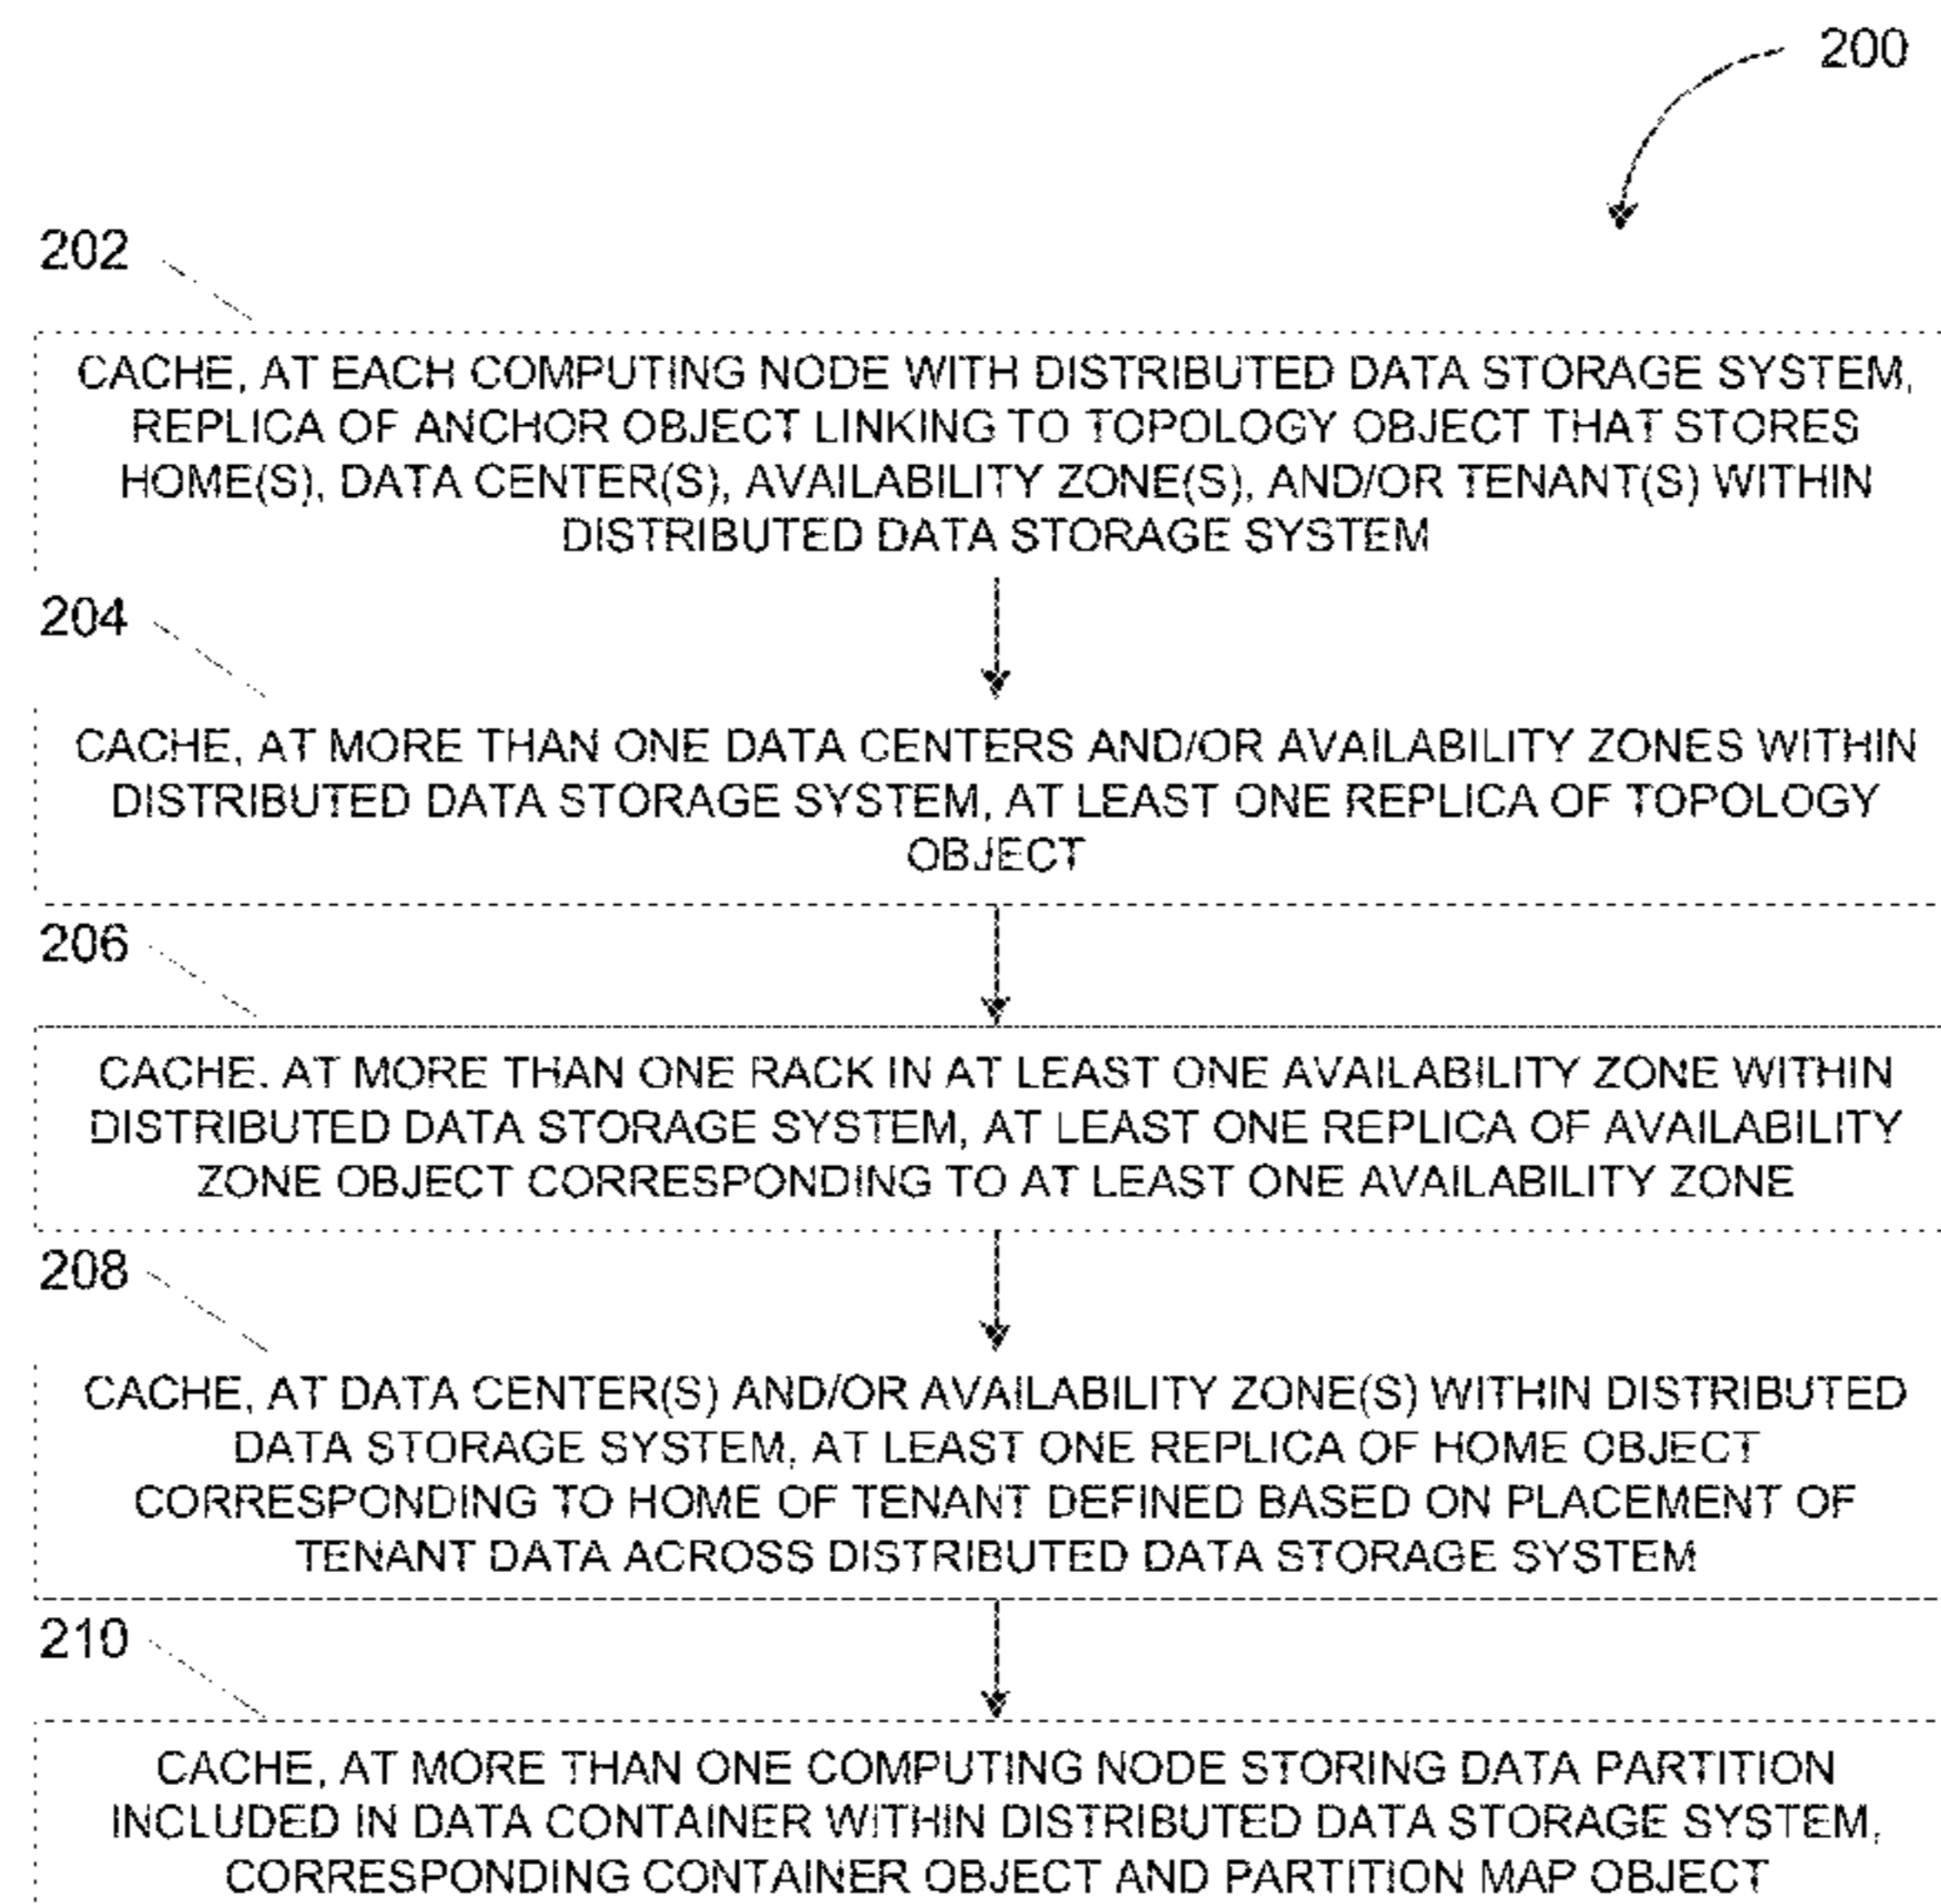 200
202
CACHE, AT EACH COMPUTING NODE WITH DISTRIBUTED DATA STORAGE SYSTEM,
REPLICA OF ANCHOR OBJECT LINKING TO TOPOLOGY OBJECT THAT STORES
HOME(S), DATA CENTER(S), AVAILABILITY ZONE(S), AND/OR TENANT(S) WITHIN
DISTRIBUTED DATA STORAGE SYSTEM
204
CACHE, AT MORE THAN ONE DATA CENTERS AND/OR AVAILABILITY ZONES WITHIN
DISTRIBUTED DATA STORAGE SYSTEM, AT LEAST ONE REPLICA OF TOPOLOGY
OBJECT
206
CACHE. AT MORE THAN ONE RACK IN AT LEAST ONE AVAILABILITY ZONE WITHIN
DISTRIBUTED DATA STORAGE SYSTEM, AT LEAST ONE REPLICA OF AVAILABILITY
ZONE OBJECT CORRESPONDING TO AT LEAST ONE AVAILABILITY ZONE
208
CACHE, AT DATA CENTER(S) AND/OR AVAILABILITY ZONE(S) WITHIN DISTRIBUTED
DATA STORAGE SYSTEM, AT LEAST ONE REPLICA OF HOME OBJECT
CORRESPONDING TO HOME OF TENANT DEFINED BASED ON PLACEMENT OF
TENANT DATA ACROSS DISTRIBUTED DATA STORAGE SYSTEM
210
CACHE, AT MORE THAN ONE COMPUTING NODE STORING DATA PARTITION
INCLUDED IN DATA CONTAINER WITHIN DISTRIBUTED DATA STORAGE SYSTEM,
CORRESPONDING CONTAINER OBJECT AND PARTITION MAP OBJECT